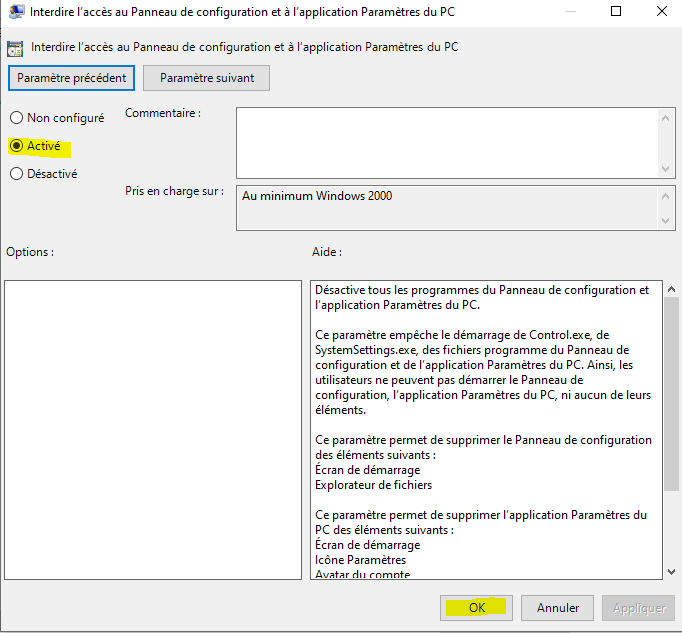 Interdire l'accès au Panneau de configuration et à l'application Paramètres du PC
Interdire l'accès au Panneau de configuration et à l'application Paramètres du PC
Paramètre précédent
Paramètre suivant
Non configuré
Commentaire :
Activé
Désactivé
Pris en charge sur :
Au minimum Windows 2000
Options :
Aide :
Désactive tous les programmes du Panneau de configuration et
l'application Paramètres du PC.
Ce paramètre empêche le démarrage de Control.exe, de
SystemSettings.exe, des fichiers programme du Panneau de
configuration et de l'application Paramètres du PC. Ainsi, les
utilisateurs ne peuvent pas démarrer le Panneau de
configuration, l'application Paramètres du PC, ni aucun de leurs
éléments.
Ce paramètre permet de supprimer le Panneau de configuration
des éléments suivants :
Écran de démarrage
Explorateur de fichiers
Ce paramètre permet de supprimer l'application Paramètres du
PC des éléments suivants :
Écran de démarrage
Icône Paramètres
Avatar du compte
OK
Annuler
Appliquer